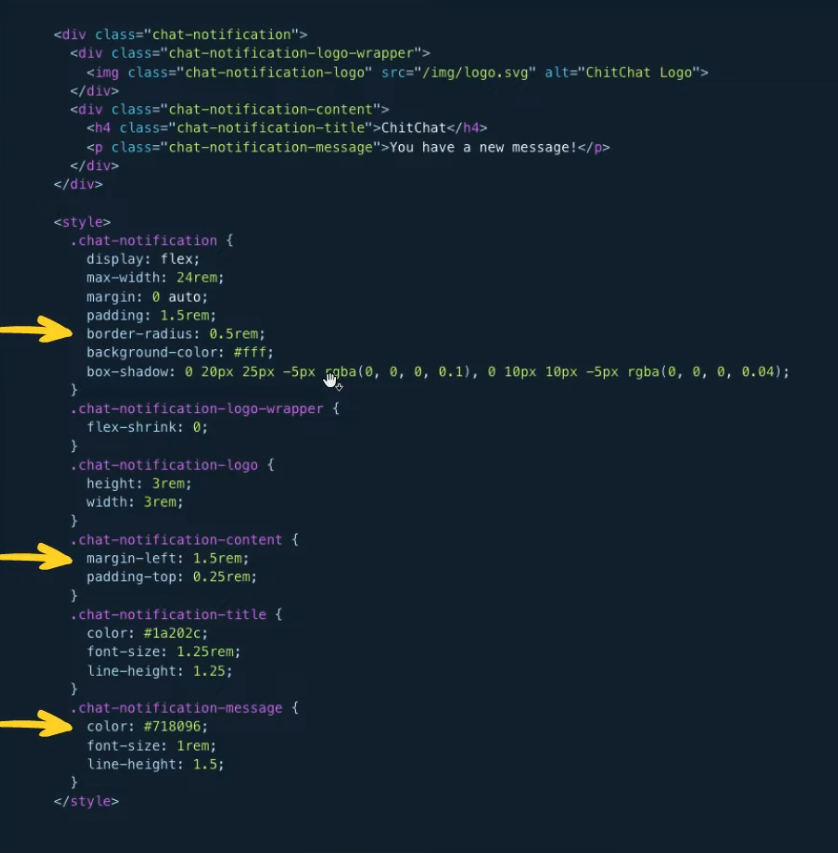 <div class="chat-notification">
<div class="chat-notification-logo-wrapper">
<img class="chat-notification-logo" src="/img/logo.svg" alt="ChitChat Logo">
</div>
<div class="chat-notification-content">
<h4 class="chat-notification-title">ChitChat</h4>
<p class="chat-notification-message">You have a new message!</p>
</div>
</div>
<style>
.chat-notification {
display: flex;
max-width: 24rem;
margin: 0 auto;
padding: 1.5rem;
border-radius: 0.5rem;
background-color: #fff;
box-shadow: 0 20px 25px -5px rgba(0, 0, 0, 0.1), 0 10px 10px -5px rgba(0, 0, 0, 0.04);
}
.chat-notification-logo-wrapper {
flex-shrink: 0;
}
.chat-notification-logo {
height: 3rem;
width: 3rem;
}
.chat-notification-content {
margin-left: 1.5rem;
padding-top: 0.25rem;
}
.chat-notification-title {
color: #1a202c;
font-size: 1.25rem;
line-height: 1.25;
}
.chat-notification-message {
color: #718096;
font-size: 1rem;
line-height: 1.5;
}
</style>